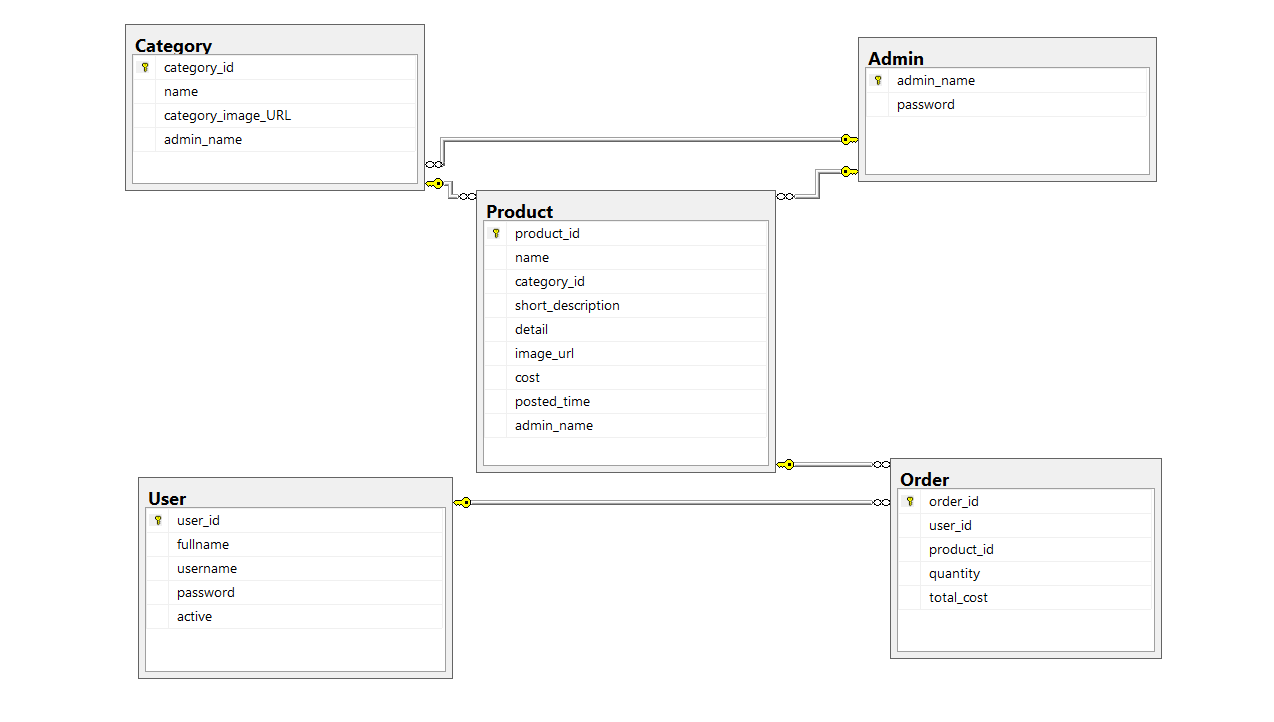 Category
category_id
name
category_image_URL
admin_name
Admin
admin_name
password
Product
product_id
name
category_id
short_description
detail
image_url
cost
posted_time
admin_name
User
user_id
fullname
username
password
active
Order
order_id
user_id
product_id
quantity
total_cost